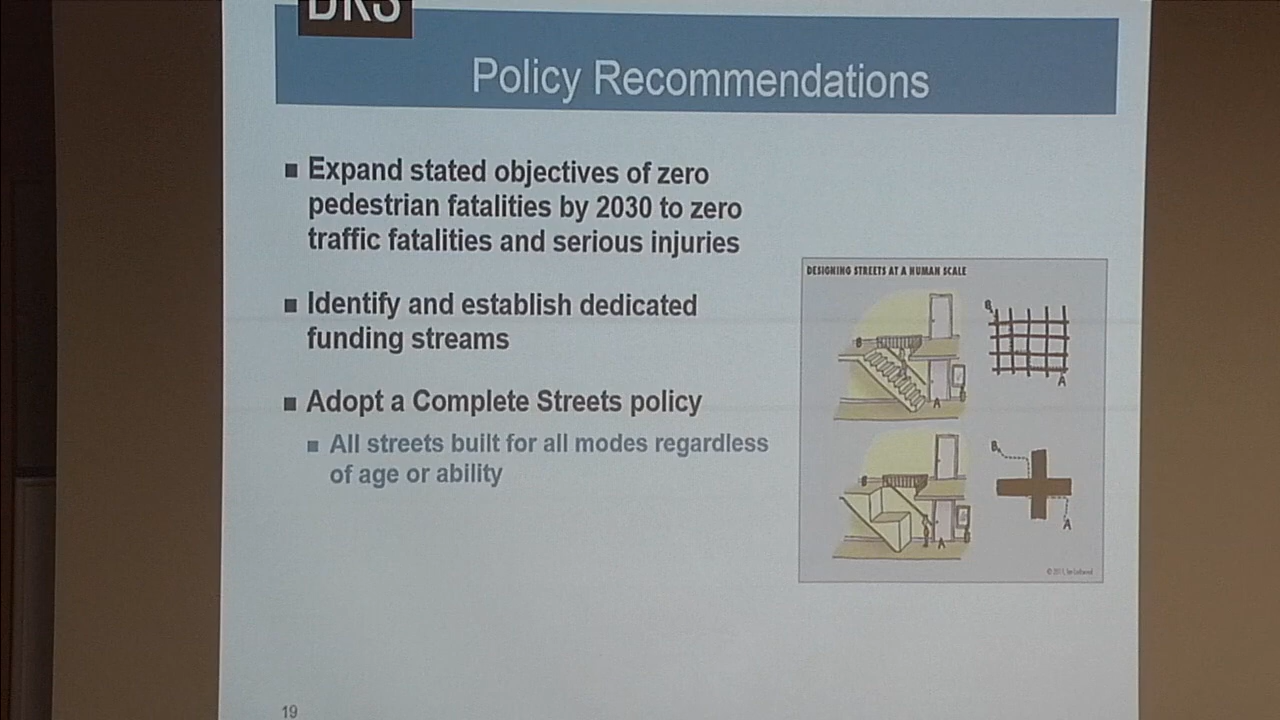 DKS
Policy Recommendations
Expand stated objectives of zero
pedestrian fatalities by 2030 to zero
traffic fatalities and serious injuries
Identify and establish dedicated
funding streams
Adopt a Complete Streets policy
All streets built for all modes regardless
of age or ability
DESIGNING STREETS AT A HUMAN SCALE
B
A
B
A
B
A
B
A
19